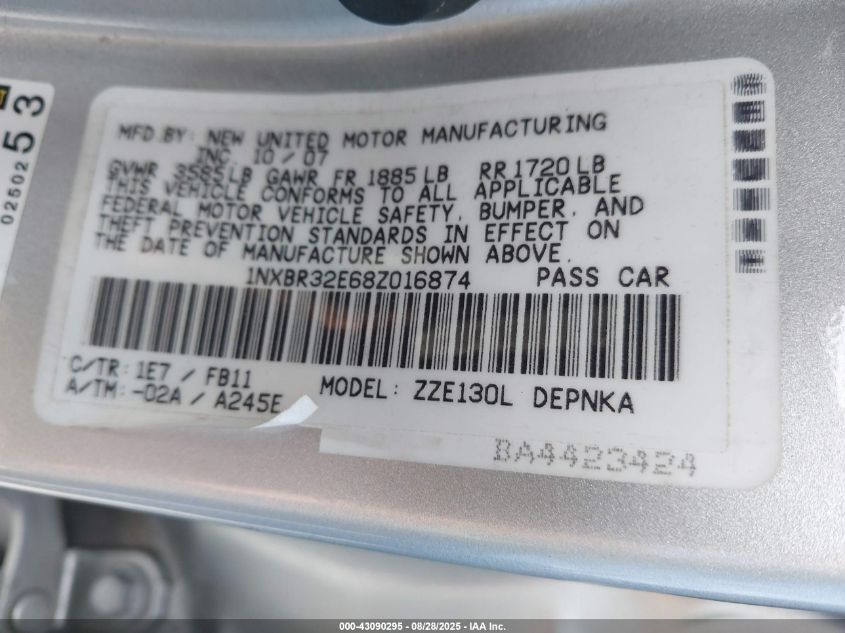 02502 53
MFD.BY: NEW UNITED MOTOR MANUFACTURING
INC. 10 / 07
GVWR 3585LB GAWR FR 1885LB RR1720LB
THIS VEHICLE CONFORMS TO ALL APPLICABLE
FEDERAL MOTOR VEHICLE SAFETY, BUMPER, AND
THEFT PREVENTION STANDARDS IN EFFECT ON
THE DATE OF MANUFACTURE SHOWN ABOVE.
1NXBR32E68Z016874 PASS CAR
C/TR: 1E7 / FB11
A/TM: -02A / A245E MODEL: ZZE130L DEPNKA
BA4423424
000-43090295 - 08/28/2025 - IAA Inc.